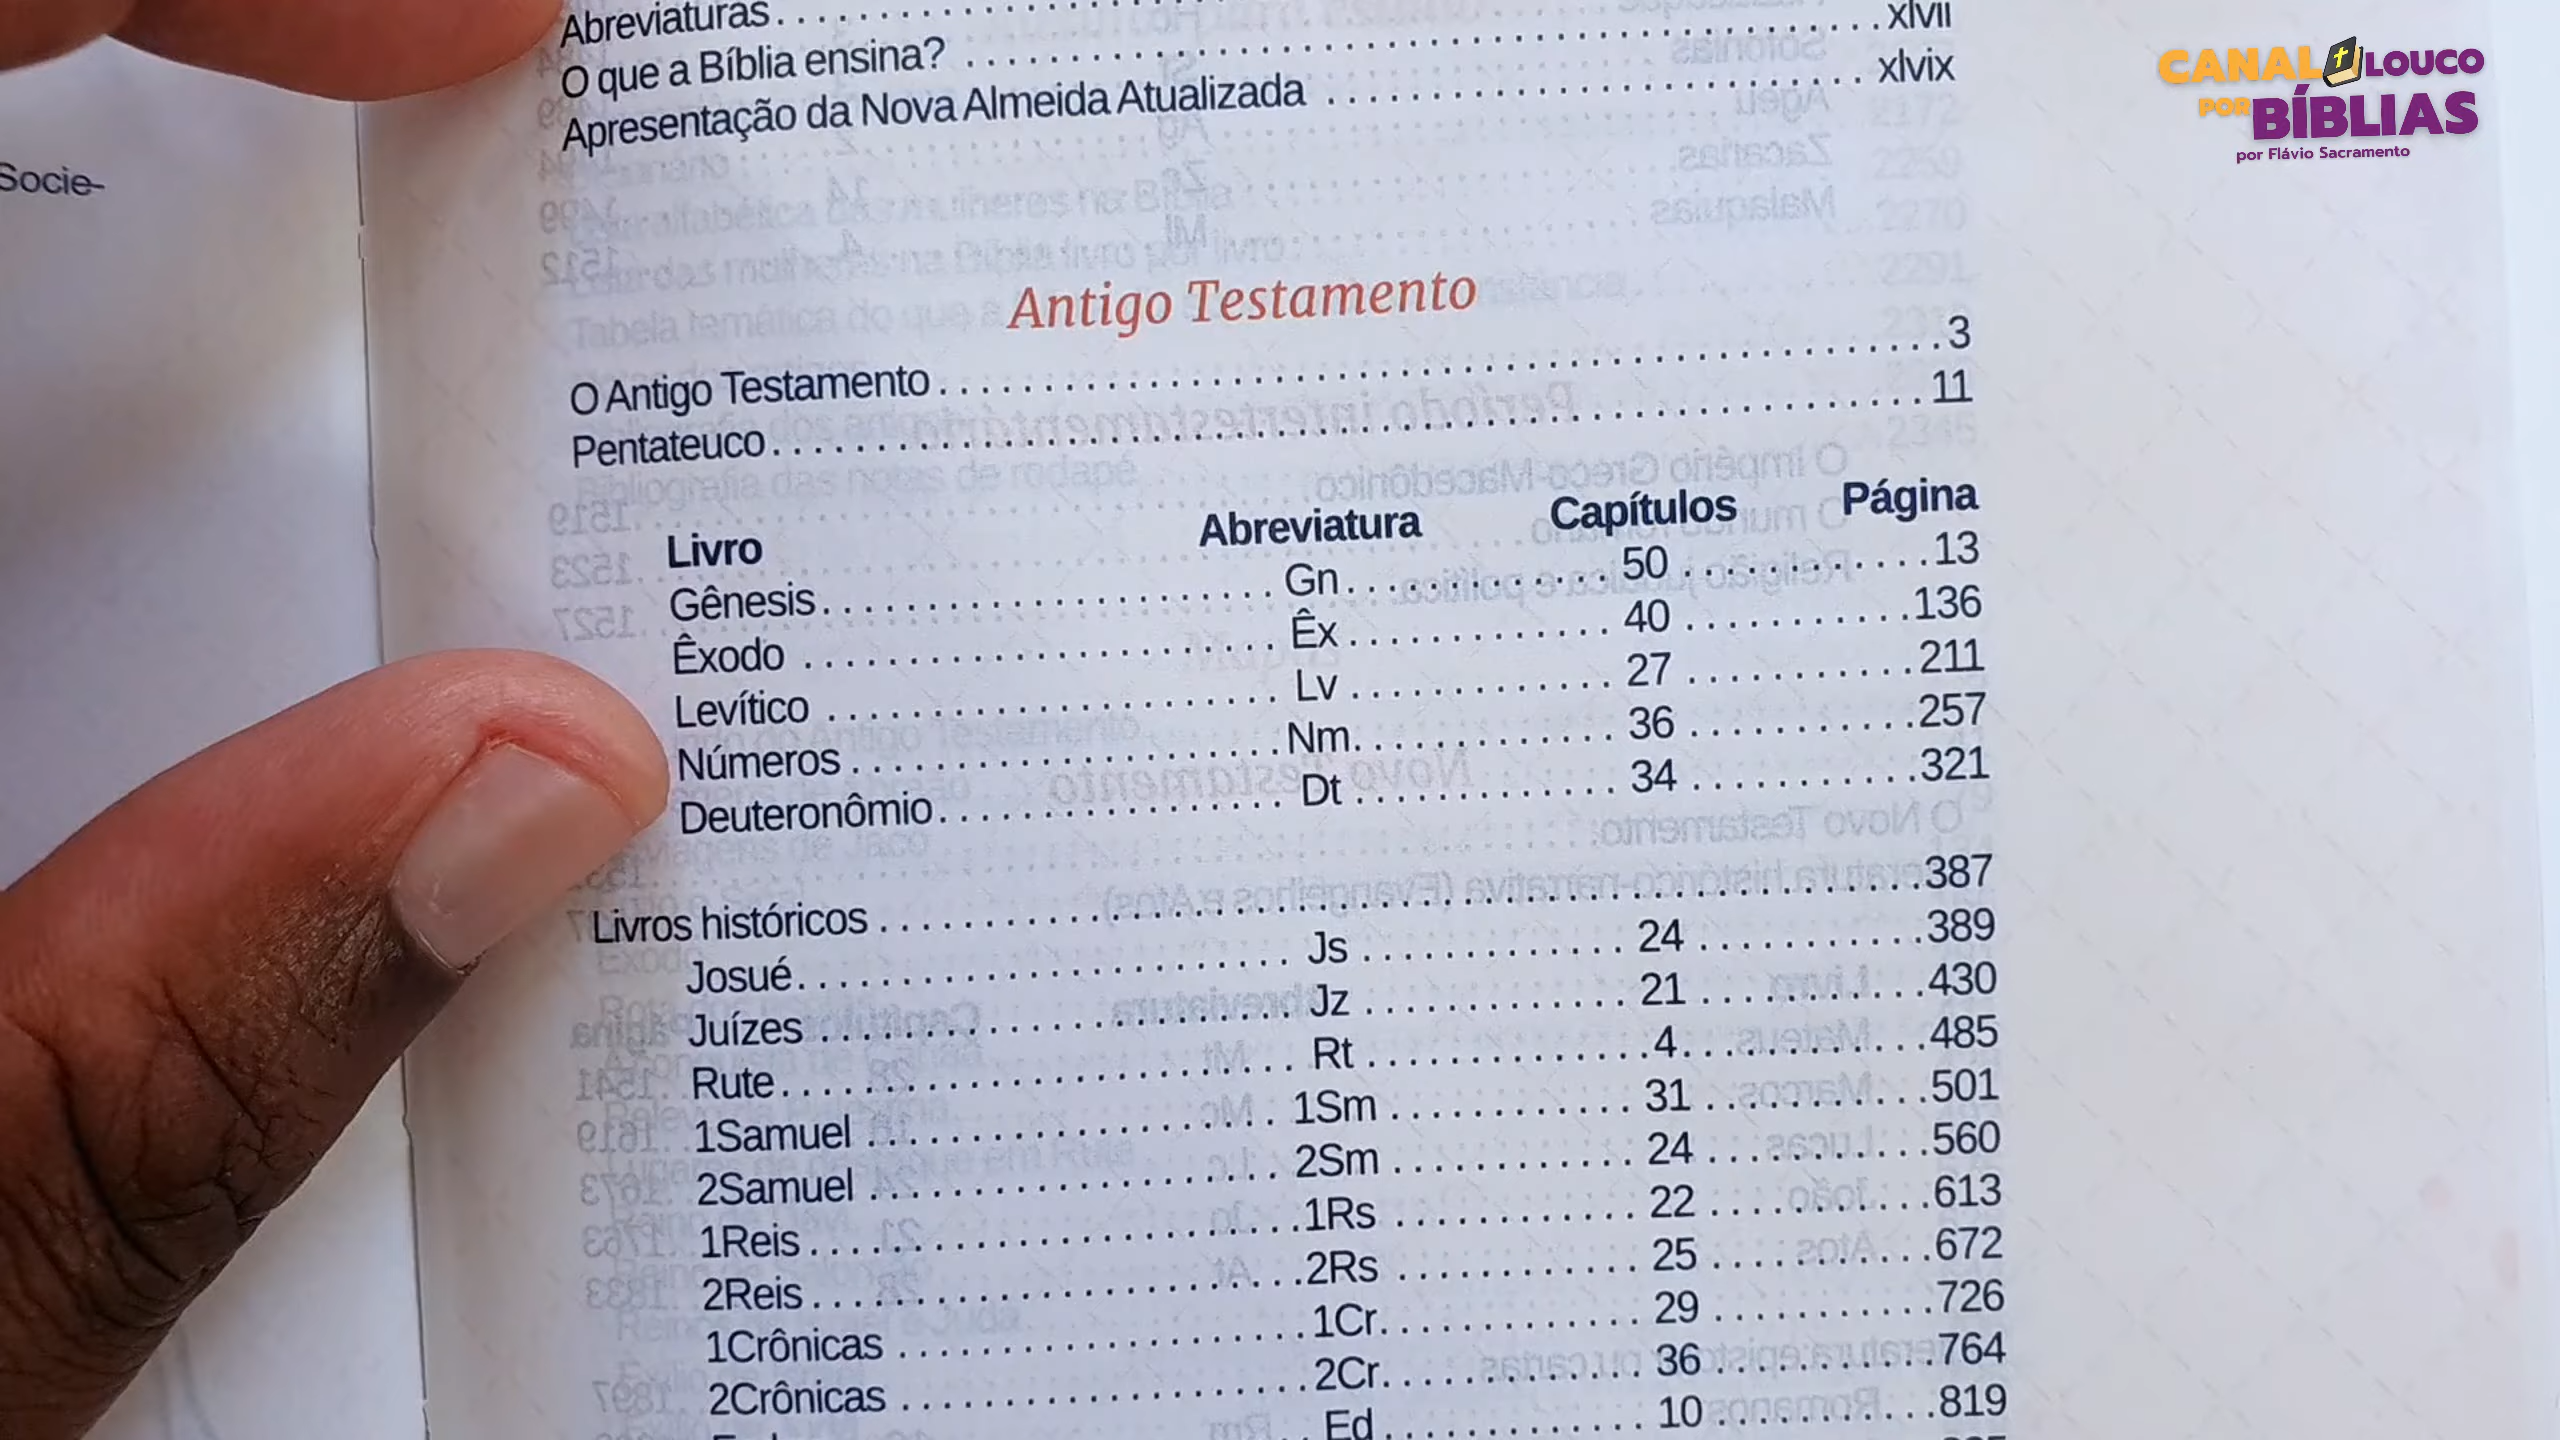 Abreviaturas
O que a Bíblia ensina? xlvii
Apresentação da Nova Almeida Atualizada xlvix
CANAL LOUCO
POR BÍBLIAS
por Flávio Sacramento
Socie-
Antigo Testamento
O Antigo Testamento 3
Pentateuco 11
Livro Abreviatura Capítulos Página
Gênesis Gn 50 13
Êxodo Êx 40 136
Levítico Lv 27 211
Números Nm 36 257
Deuteronômio Dt 34 321
Livros históricos 387
Josué Js 24 389
Juízes Jz 21 430
Rute Rt 4 485
1Samuel 1Sm 31 501
2Samuel 2Sm 24 560
1Reis 1Rs 22 613
2Reis 2Rs 25 672
1Crônicas 1Cr 29 726
2Crônicas 2Cr 36 764
Ed 10 819